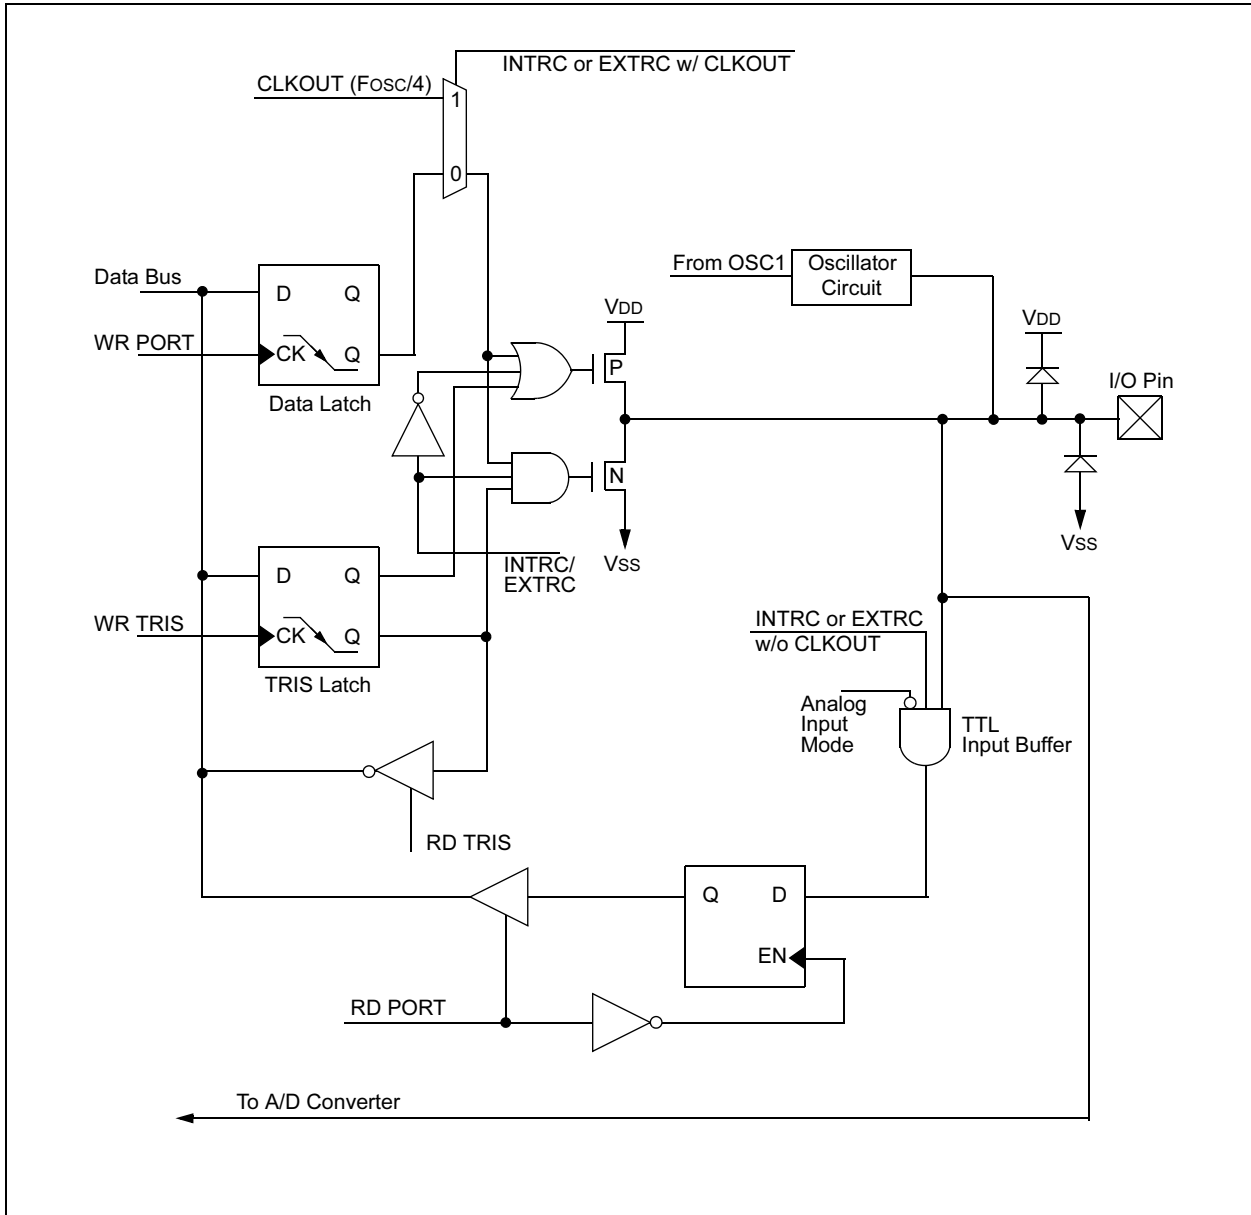 INTRC or EXTRC w/ CLKOUT
CLKOUT (FOSC/4)
1
0
From OSC1
Oscillator
Circuit
Data Bus
D
Q
VDD
VDD
WR PORT
CK
Q
P
I/O Pin
Data Latch
N
VSS
INTRC/
EXTRC
VSS
D
Q
WR TRIS
CK
Q
INTRC or EXTRC
w/o CLKOUT
TRIS Latch
Analog
Input
Mode
TTL
Input Buffer
RD TRIS
Q
D
EN
RD PORT
To A/D Converter